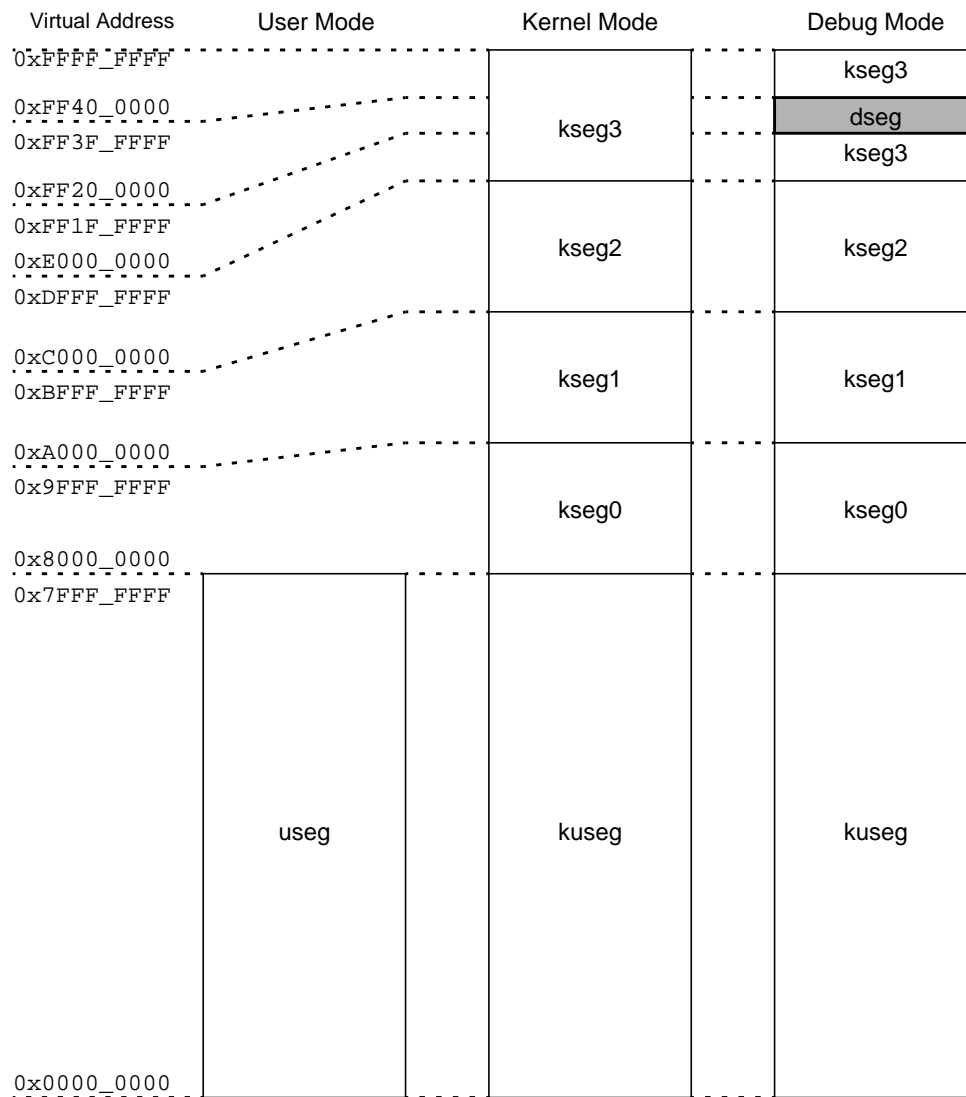 Virtual Address User Mode Kernel Mode Debug Mode
0xFFFF_FFFF
kseg3
0xFF40_0000
dseg
kseg3
0xFF3F_FFFF
kseg3
0xFF20_0000
0xFF1F_FFFF
kseg2 kseg2
0xE000_0000
0xDFFF_FFFF
0xC000_0000
kseg1 kseg1
0xBFFF_FFFF
0xA000_0000
0x9FFF_FFFF
kseg0 kseg0
0x8000_0000
0x7FFF_FFFF
useg kuseg kuseg
0x0000_0000